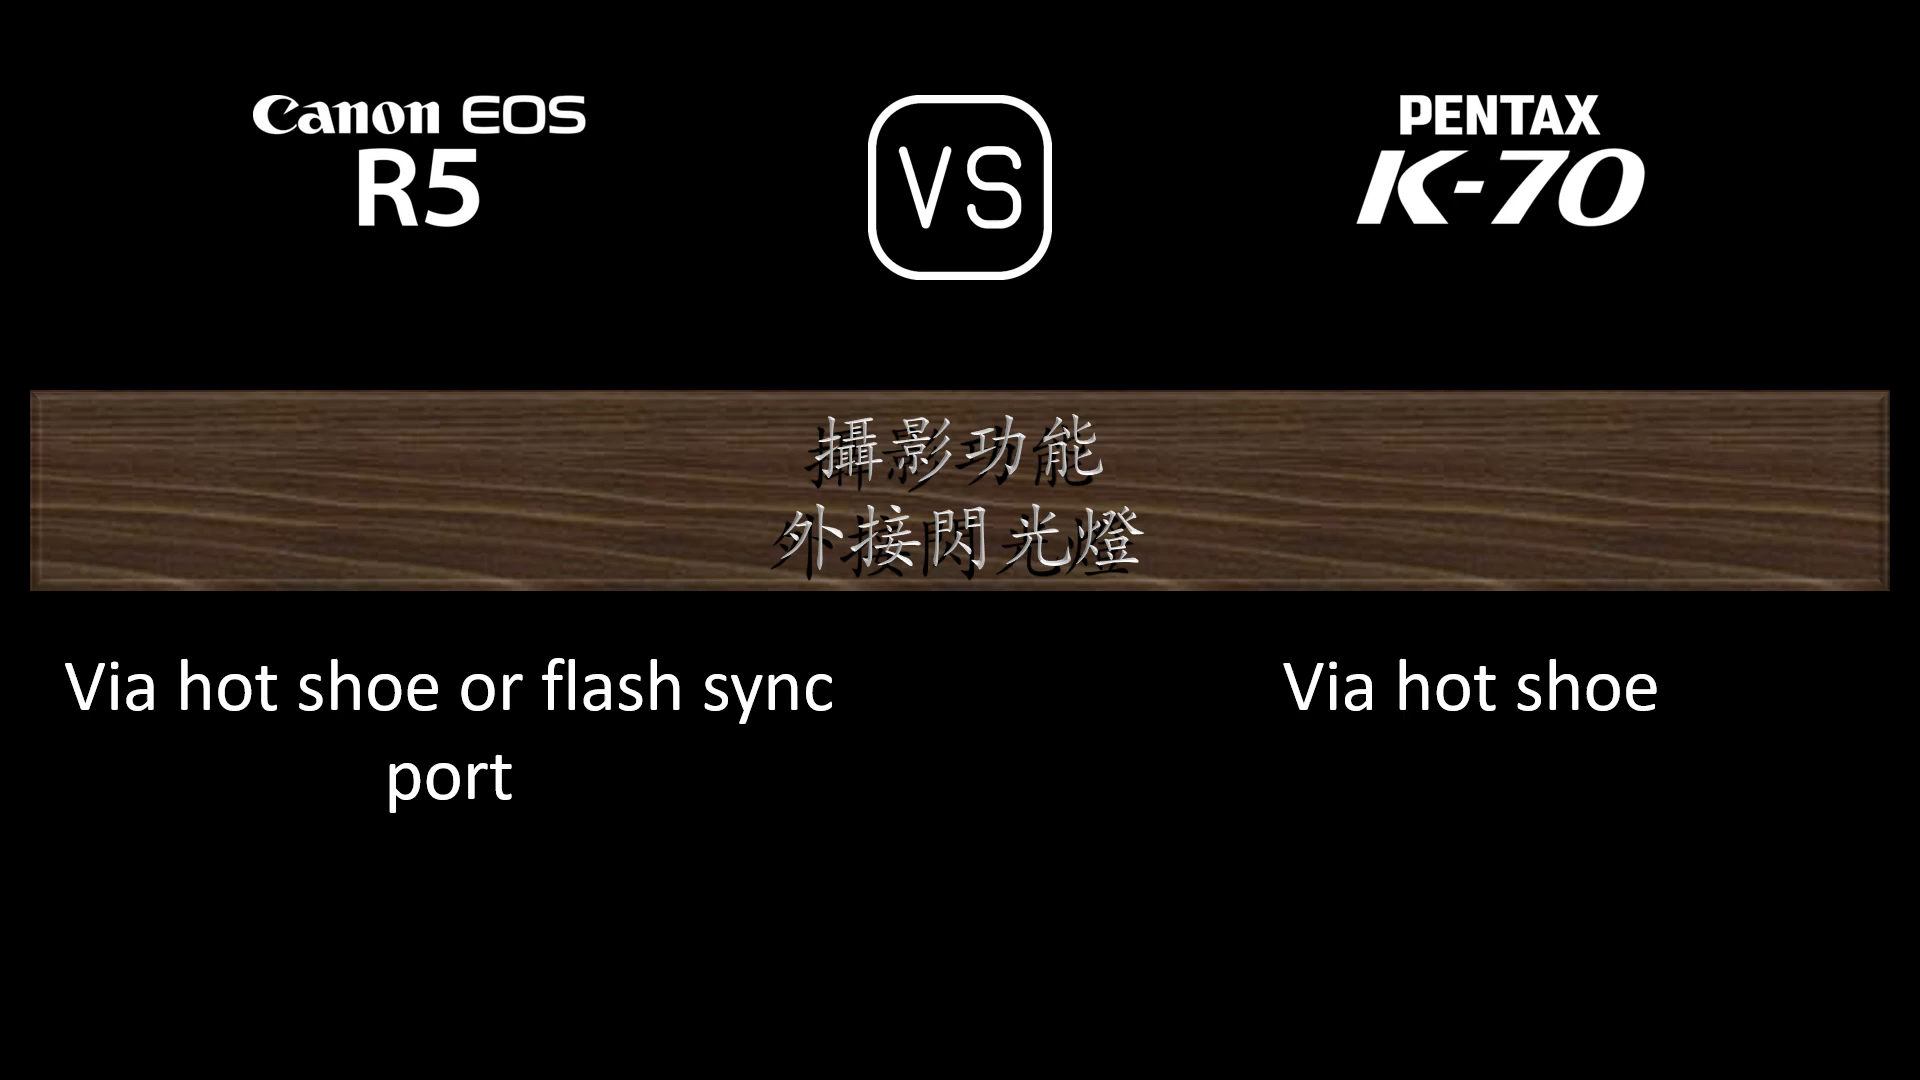 Canon EOS
R5
VS
PENTAX
K-70
攝影功能
外接閃光燈
Via hot shoe or flash sync
port
Via hot shoe